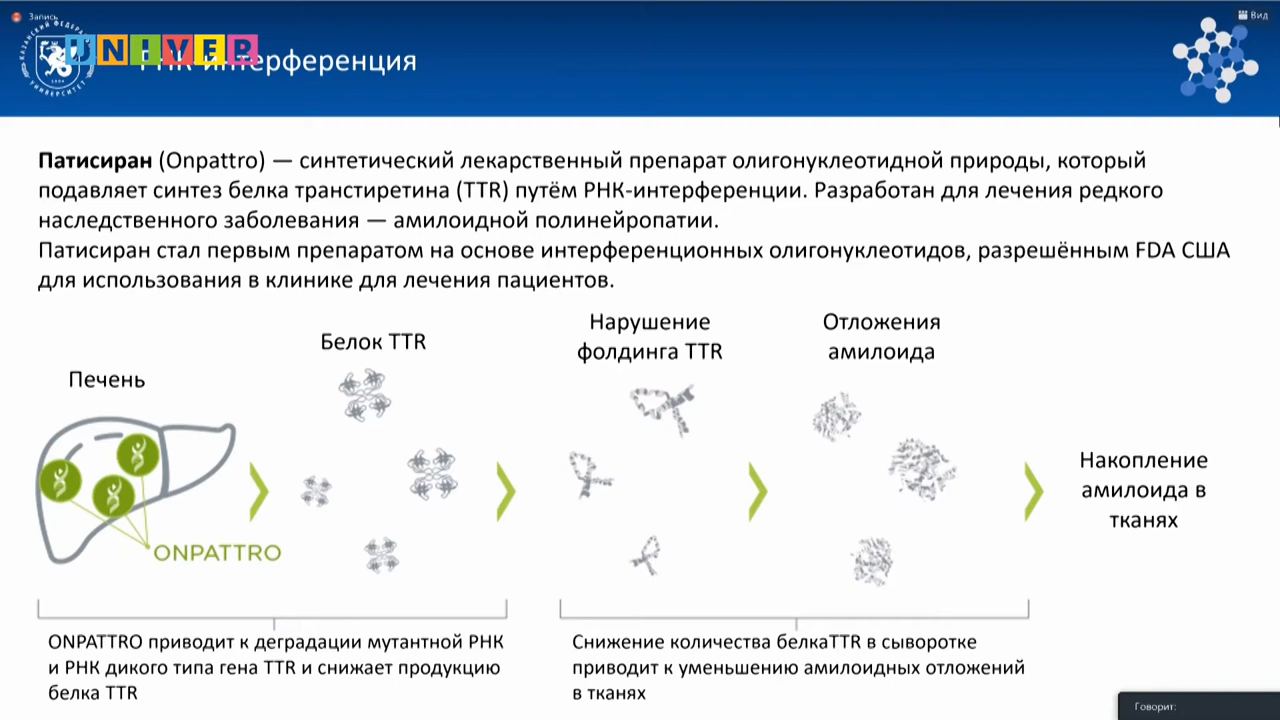 Запись
Вид
КАЗАНСКИЙ ФЕДЕРАЛЬНЫЙ УНИВЕРСИТЕТ
1804
UNIVER
РНК-интерференция
Патисиран (Onpattro) — синтетический лекарственный препарат олигонуклеотидной природы, который
подавляет синтез белка транстиретина (TTR) путём РНК-интерференции. Разработан для лечения редкого
наследственного заболевания — амилоидной полинейропатии.
Патисиран стал первым препаратом на основе интерференционных олигонуклеотидов, разрешённым FDA США
для использования в клинике для лечения пациентов.
Печень
Белок TTR
Нарушение
фолдинга TTR
Отложения
амилоида
Накопление
амилоида в
тканях
ONPATTRO
ONPATTRO приводит к деградации мутантной РНК
и РНК дикого типа гена TTR и снижает продукцию
белка TTR
Снижение количества белкаTTR в сыворотке
приводит к уменьшению амилоидных отложений
в тканях
Говорит: